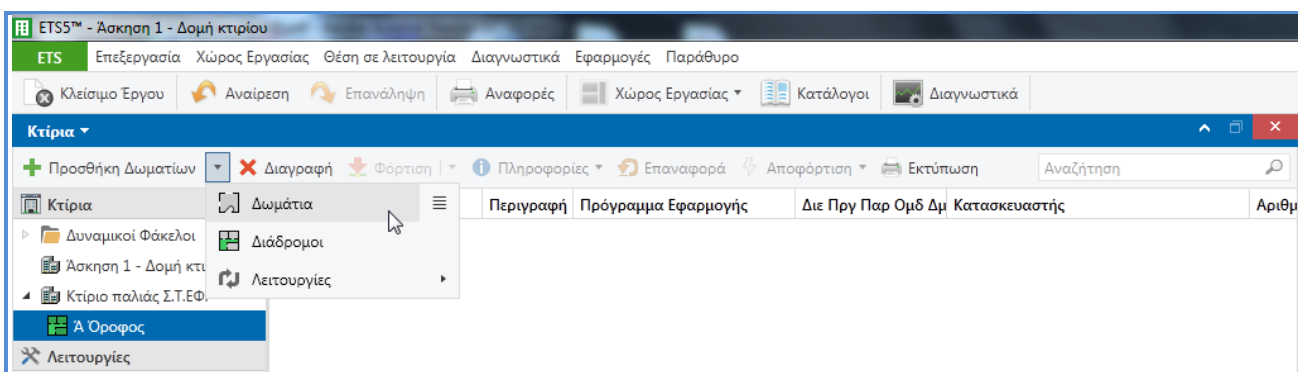 ETS5™ - Άσκηση 1 - Δομή κτιρίου
ETS Επεξεργασία Χώρος Εργασίας Θέση σε λειτουργία Διαγνωστικά Εφαρμογές Παράθυρο
Κλείσιμο Έργου Αναίρεση Επανάληψη Αναφορές Χώρος Εργασίας Κατάλογοι Διαγνωστικά
Κτίρια
Προσθήκη Δωματίων Διαγραφή Φόρτιση Πληροφορίες Επαναφορά Αποφόρτιση Εκτύπωση Αναζήτηση
Κτίρια Δωμάτια Περιγραφή Πρόγραμμα Εφαρμογής Διε Πργ Παρ Ομδ Δμ Κατασκευαστής Αριθμ
Δυναμικοί Φάκελοι Διάδρομοι
Άσκηση 1 - Δομή κτι Λειτουργίες
Κτίριο παλιάς Σ.Τ.ΕΦ.
Ά Όροφος
Λειτουργίες